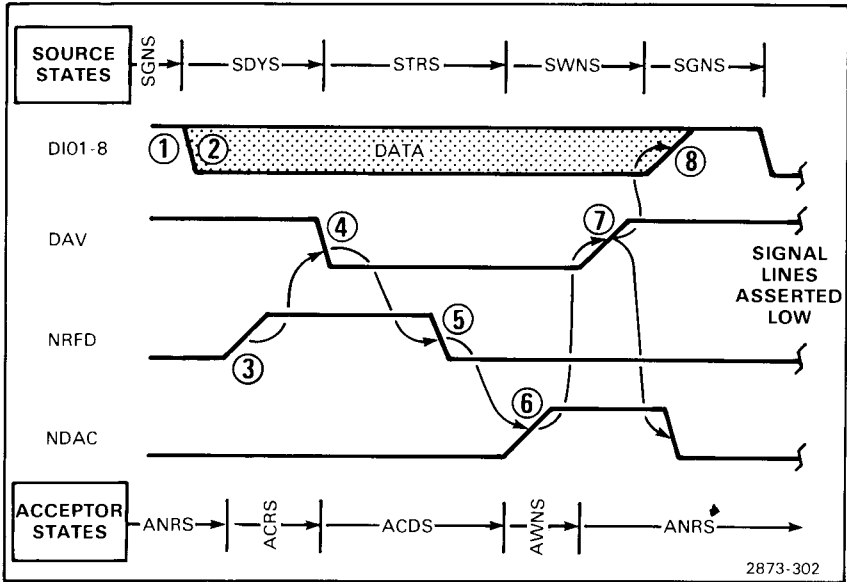 SOURCE STATES
SGNS SDYS STRS SWNS SGNS
DI01-8 1 2 DATA 8
DAV 4 7
SIGNAL LINES ASSERTED LOW
NRFD 3 5
NDAC 6
ACCEPTOR STATES
ANRS ACRS ACDS AWNS ANRS
2873-302